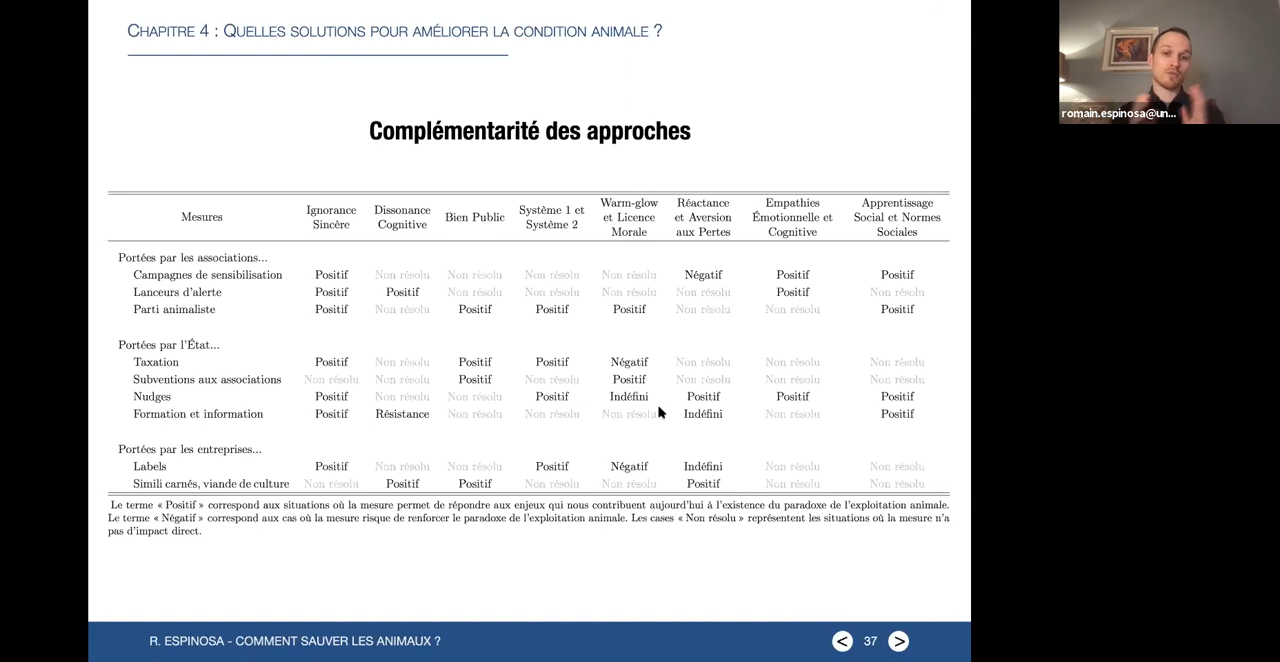 CHAPITRE 4 : QUELLES SOLUTIONS POUR AMÉLIORER LA CONDITION ANIMALE ?
romain.espinosa@un...
Complémentarité des approches
Mesures Ignorance Sincère Dissonance Cognitive Bien Public Système 1 et Système 2 Warm-glow et Licence Morale Réactance et Aversion aux Pertes Empathies Émotionnelle et Cognitive Apprentissage Social et Normes Sociales
Portées par les associations...
Campagnes de sensibilisation Positif Non résolu Non résolu Non résolu Non résolu Négatif Positif Positif
Lanceurs d'alerte Positif Positif Non résolu Non résolu Non résolu Non résolu Positif Non résolu
Parti animaliste Positif Non résolu Positif Positif Positif Non résolu Non résolu Positif
Portées par l'État...
Taxation Positif Non résolu Positif Positif Négatif Non résolu Non résolu Non résolu
Subventions aux associations Non résolu Non résolu Positif Non résolu Positif Non résolu Non résolu Non résolu
Nudges Positif Non résolu Non résolu Positif Indéfini Positif Positif Positif
Formation et information Positif Résistance Non résolu Non résolu Non résolu Indéfini Non résolu Positif
Portées par les entreprises...
Labels Positif Non résolu Non résolu Positif Négatif Indéfini Non résolu Non résolu
Simili carnés, viande de culture Non résolu Positif Positif Non résolu Non résolu Positif Non résolu Non résolu
Le terme « Positif » correspond aux situations où la mesure permet de répondre aux enjeux qui nous contribuent aujourd'hui à l'existence du paradoxe de l'exploitation animale.
Le terme « Négatif » correspond aux cas où la mesure risque de renforcer le paradoxe de l'exploitation animale. Les cases « Non résolu » représentent les situations où la mesure n'a
pas d'impact direct.
R. ESPINOSA - COMMENT SAUVER LES ANIMAUX ?
< 37 >